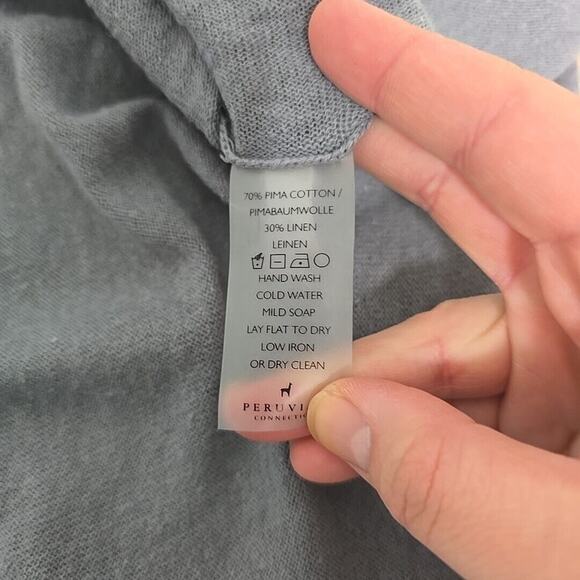 70% PIMA COTTON /
PIMABAUMWOLLE
30% LINEN
LEINEN
HAND WASH
COLD WATER
MILD SOAP
LAY FLAT TO DRY
LOW IRON
OR DRY CLEAN